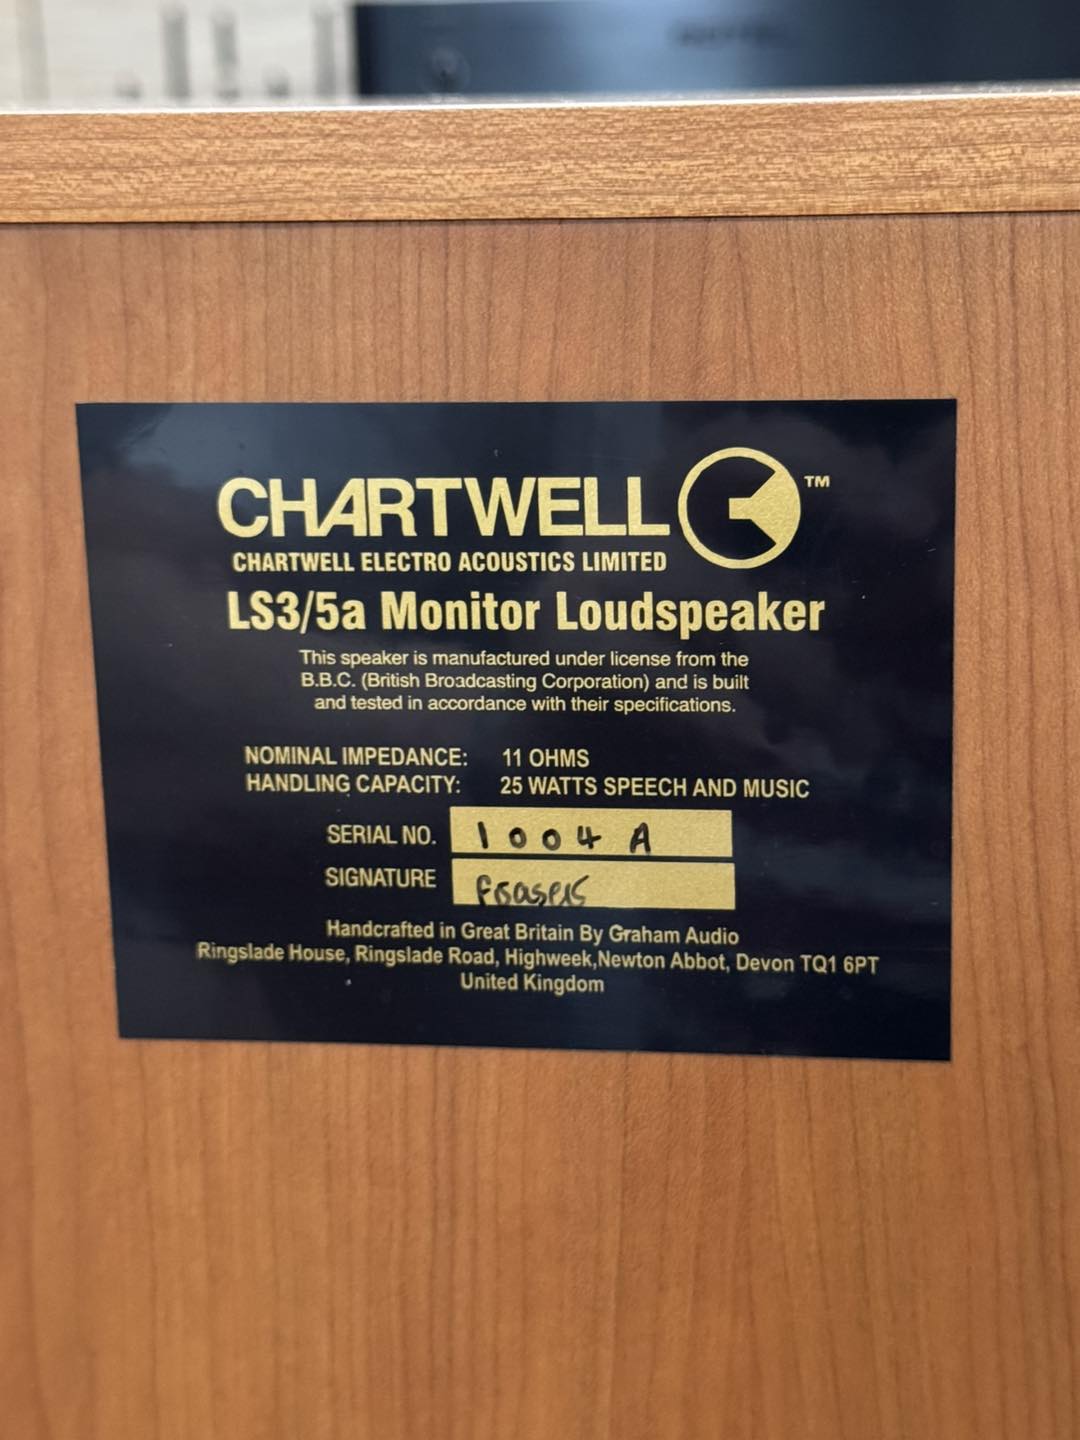 CHARTWELL ™
CHARTWELL ELECTRO ACOUSTICS LIMITED
LS3/5a Monitor Loudspeaker
This speaker is manufactured under license from the
B.B.C. (British Broadcasting Corporation) and is built
and tested in accordance with their specifications.
NOMINAL IMPEDANCE: 11 OHMS
HANDLING CAPACITY: 25 WATTS SPEECH AND MUSIC
SERIAL NO. 1004 A
SIGNATURE
Handcrafted in Great Britain By Graham Audio
Ringslade House, Ringslade Road, Highweek,Newton Abbot, Devon TQ1 6PT
United Kingdom